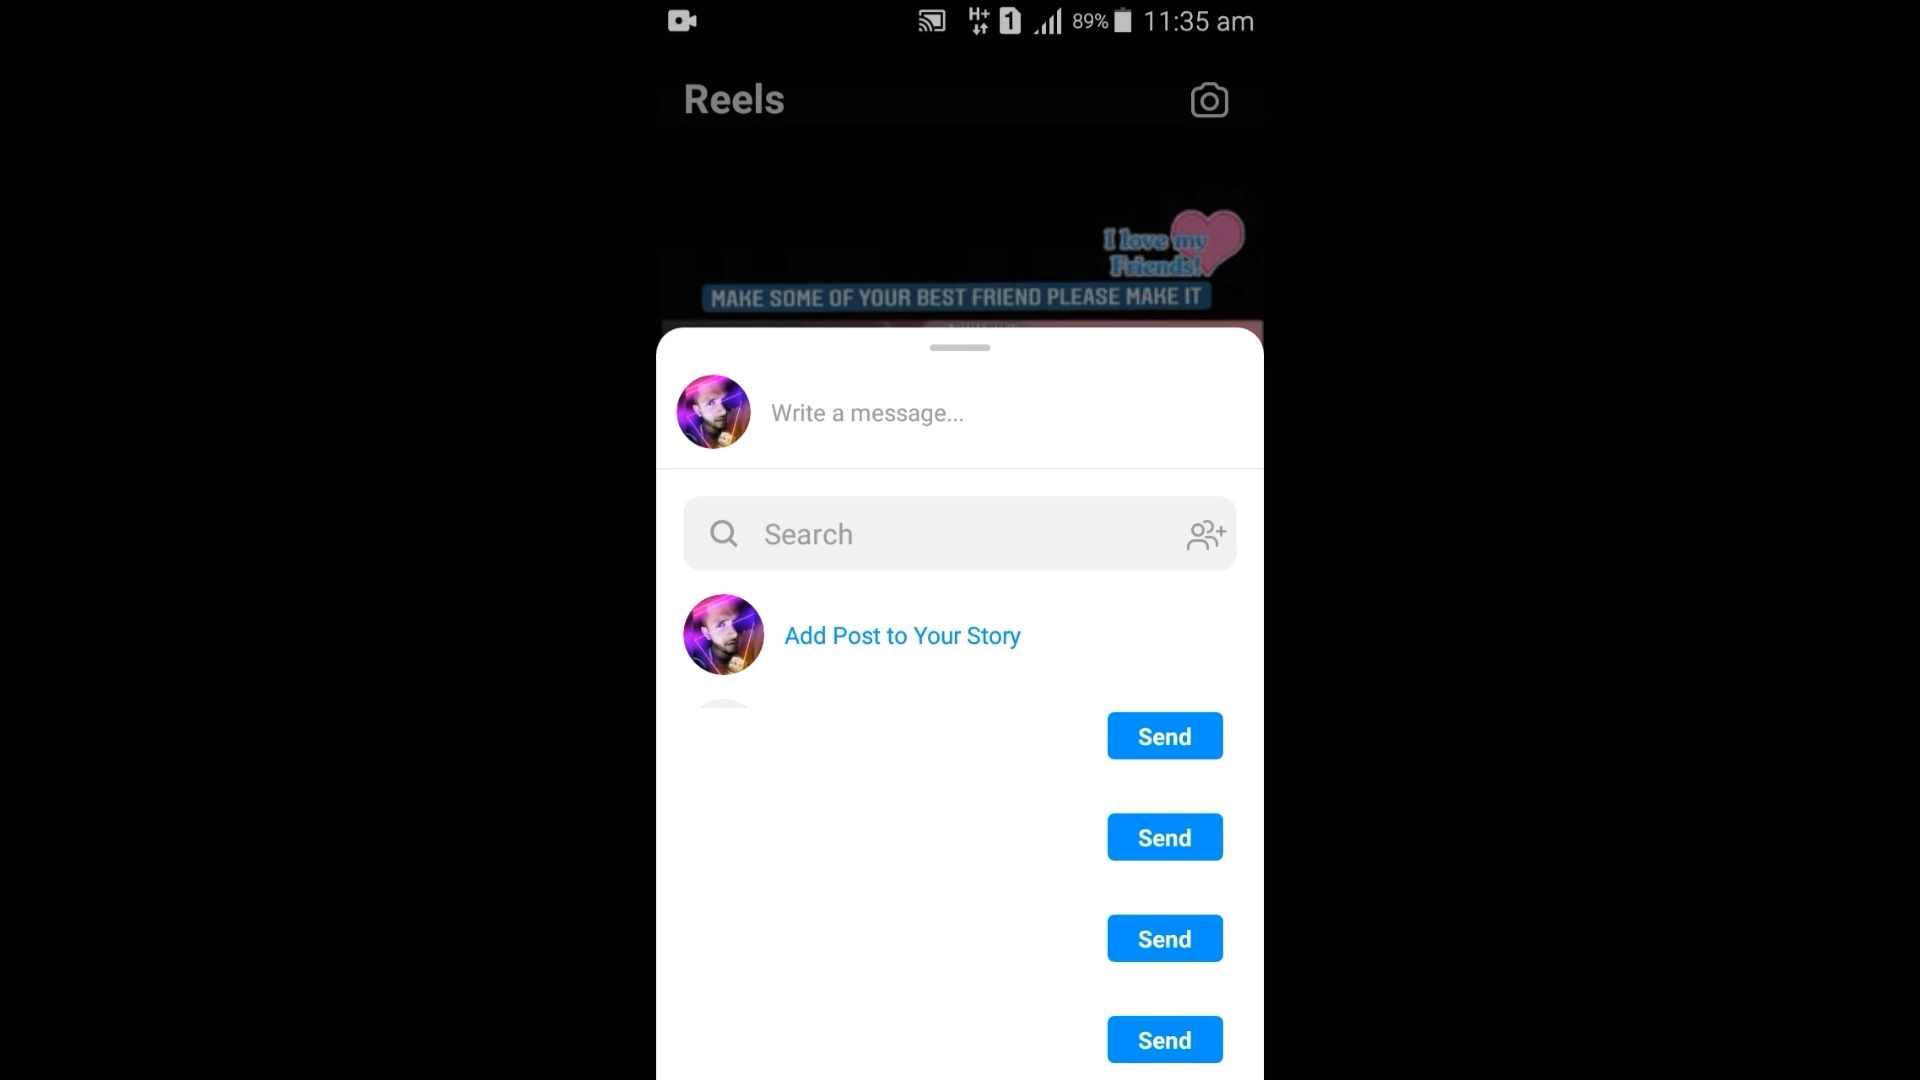 H+ 1 89% 11:35 am
Reels
I love my
Friends!
MAKE SOME OF YOUR BEST FRIEND PLEASE MAKE IT
Write a message...
Search
Add Post to Your Story
Send
Send
Send
Send